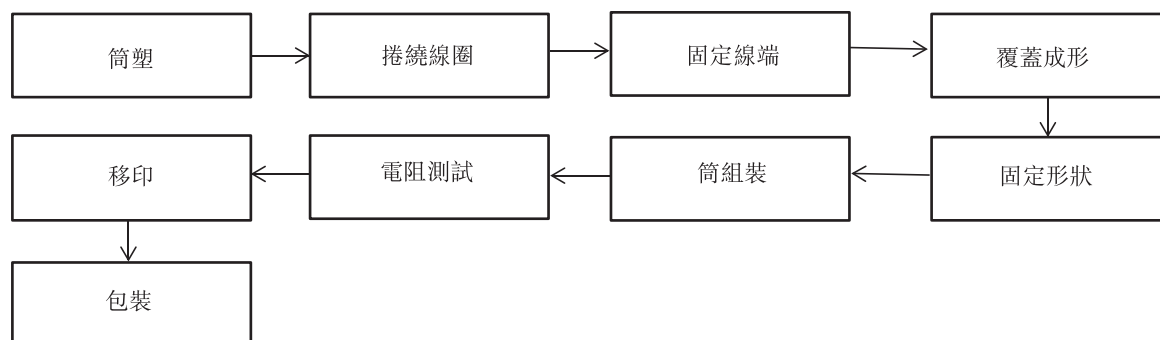 筒塑
捲繞線圈
固定線端
覆蓋成形
固定形狀
筒組裝
電阻測試
移印
包裝